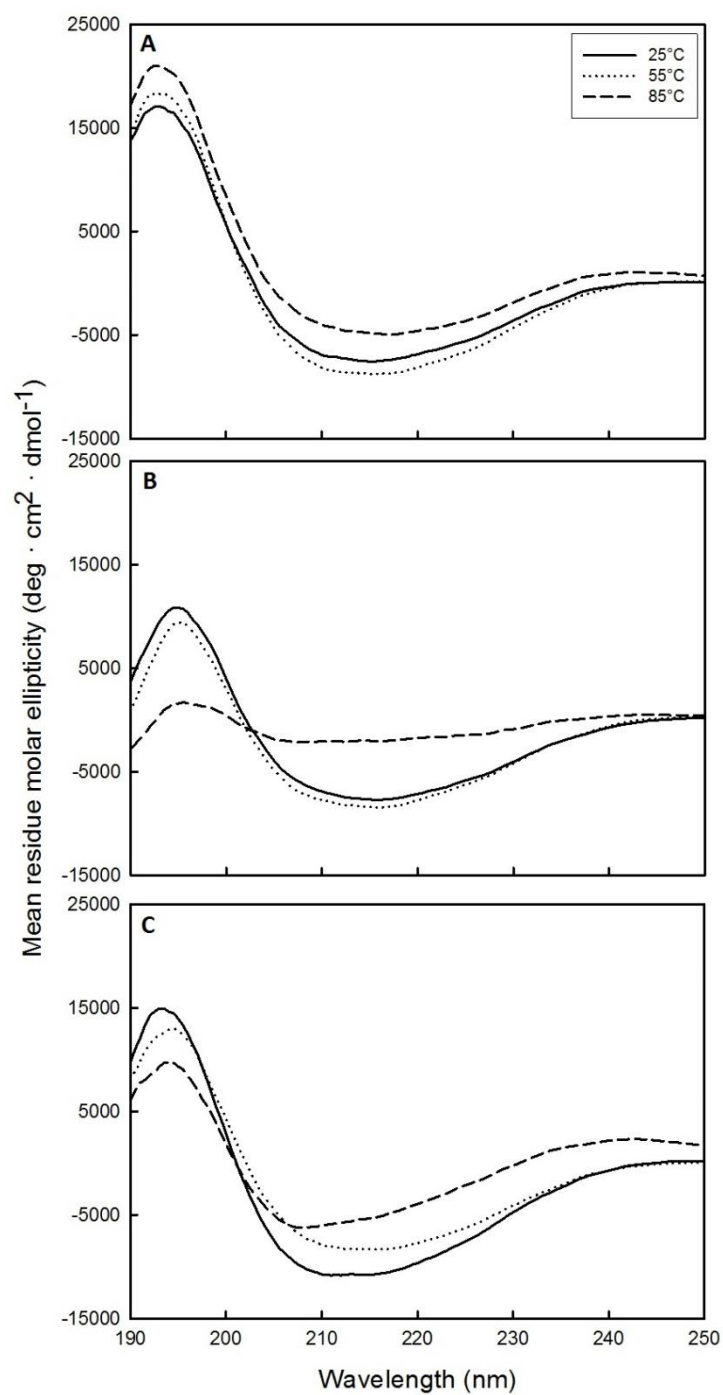 A
25°C
55°C
85°C
25000
15000
5000
-5000
-15000
B
25000
15000
5000
-5000
-15000
C
25000
15000
5000
-5000
-15000
190 200 210 220 230 240 250
Wavelength (nm)
Mean residue molar ellipticity (deg · cm² · dmol⁻¹)